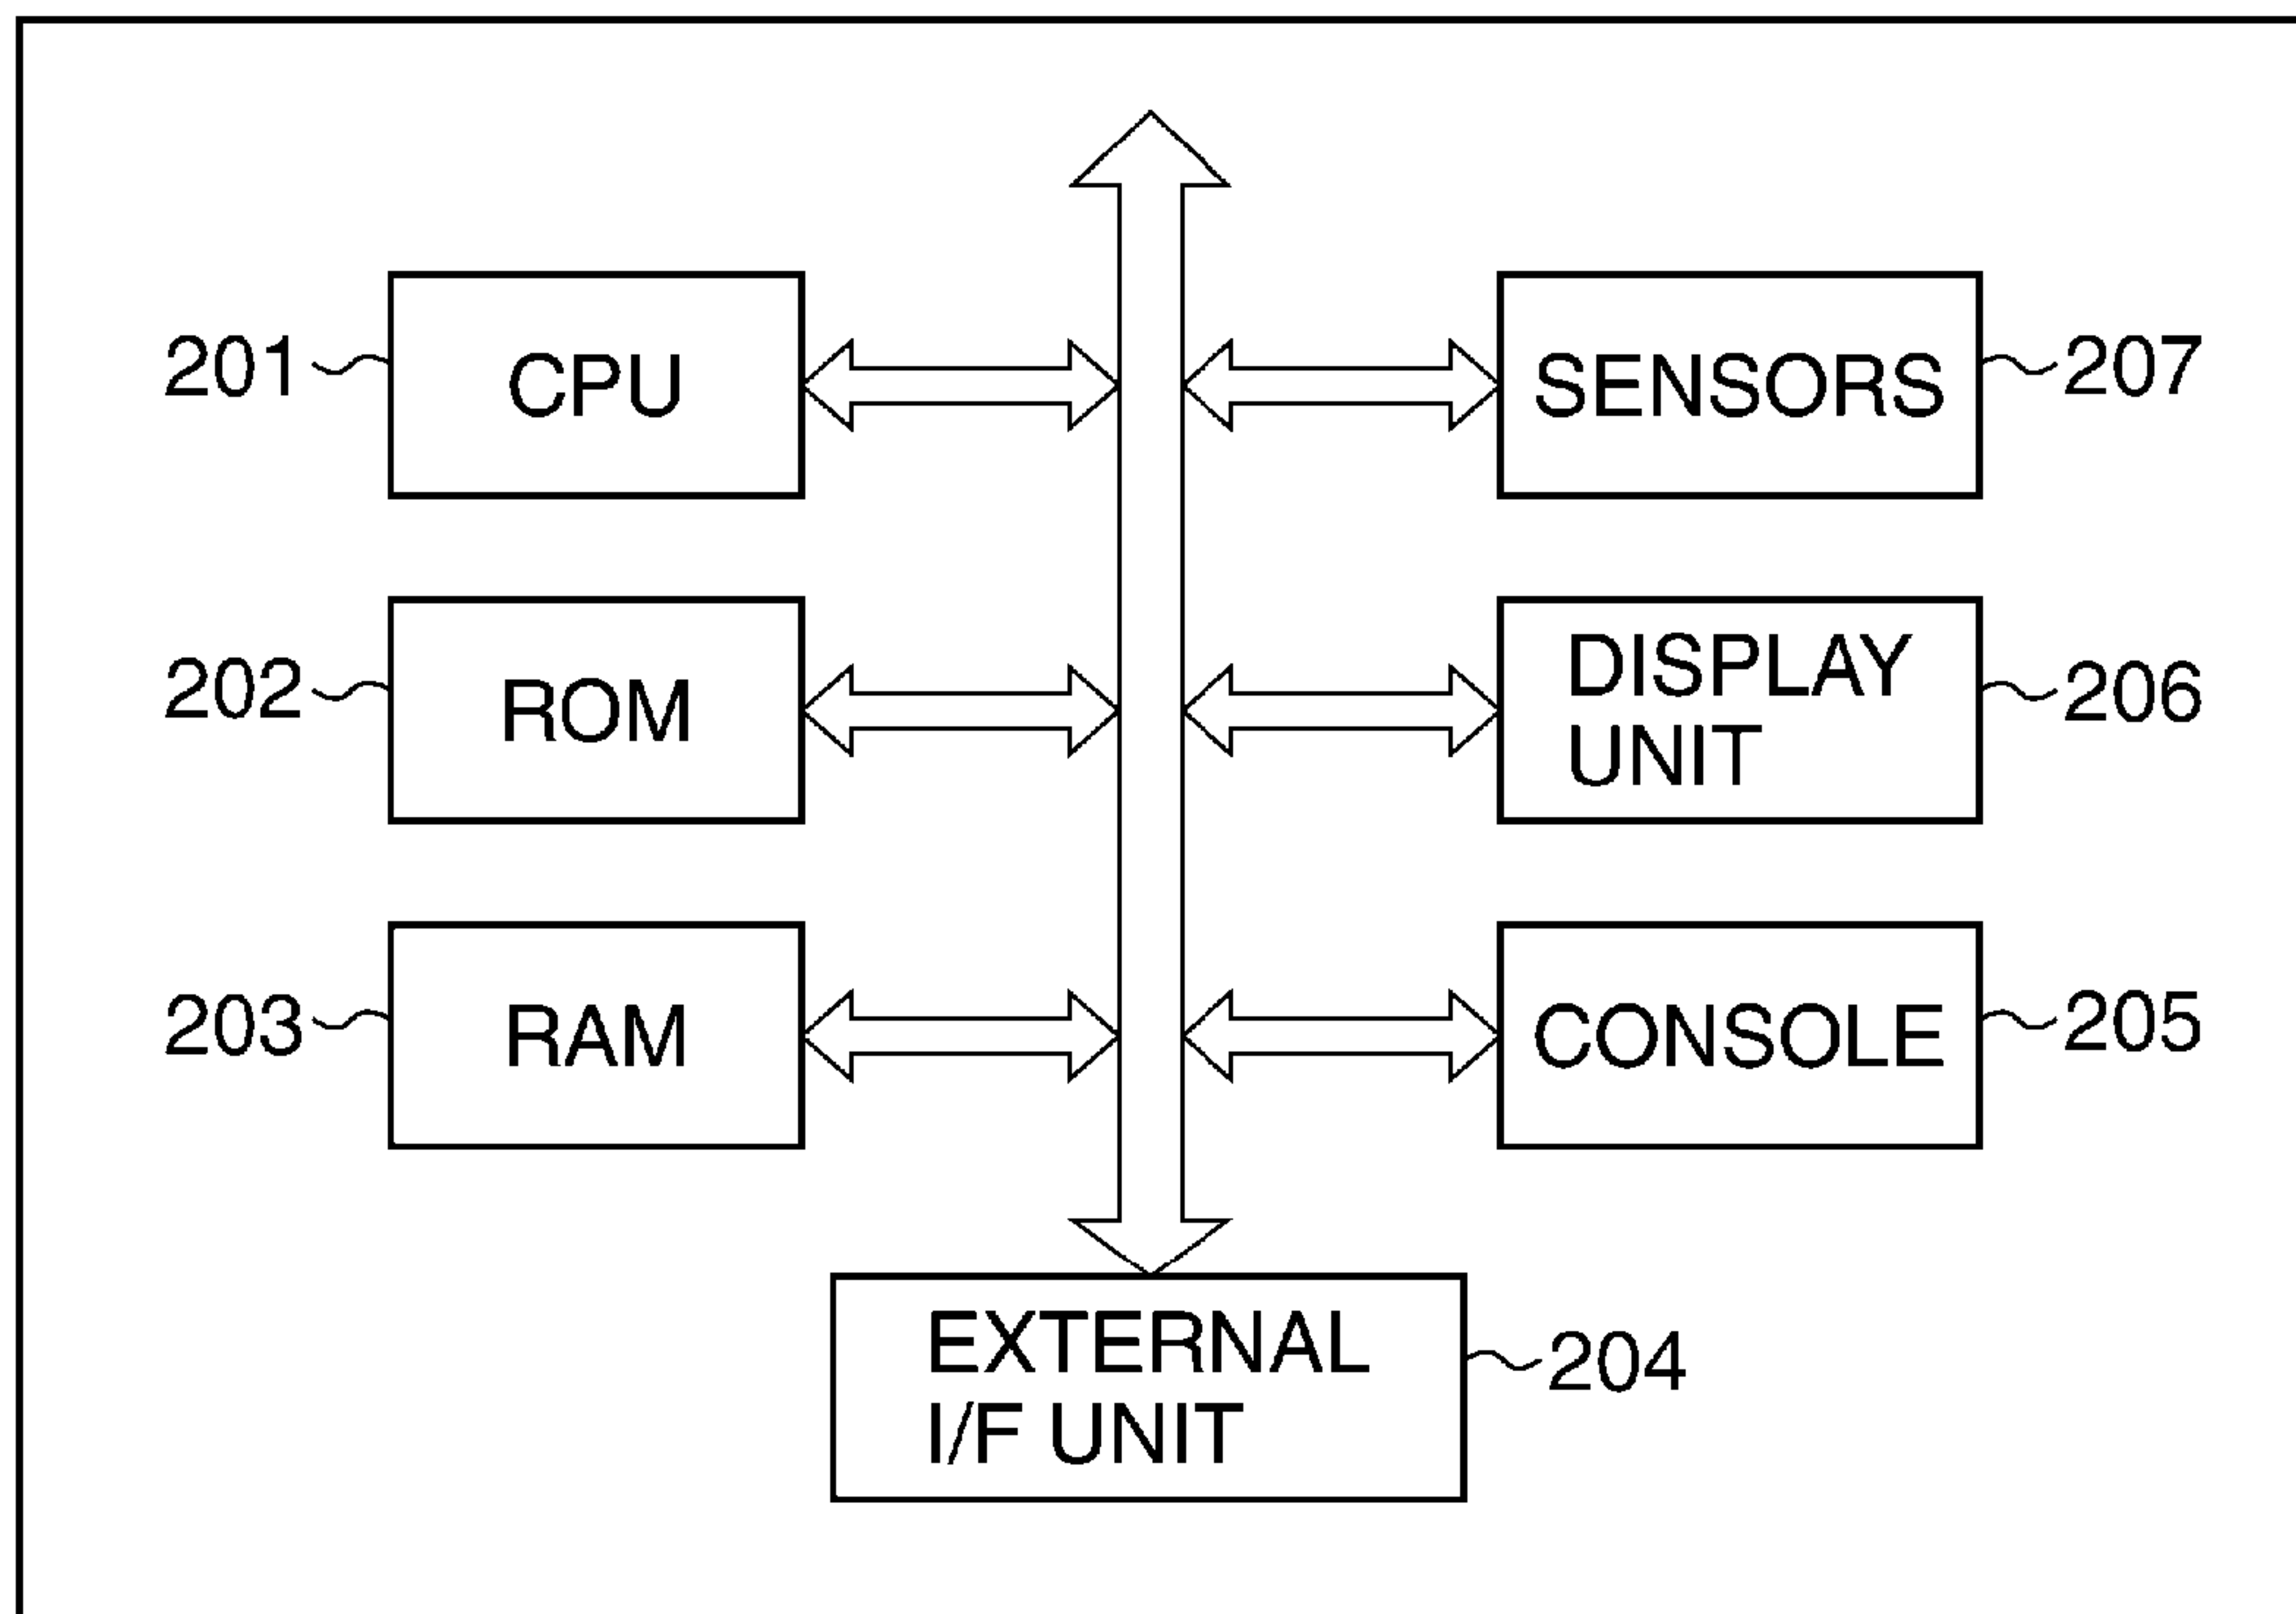 201
CPU
SENSORS
207
202
ROM
DISPLAY
UNIT
206
203
RAM
CONSOLE
205
EXTERNAL
I/F UNIT
204